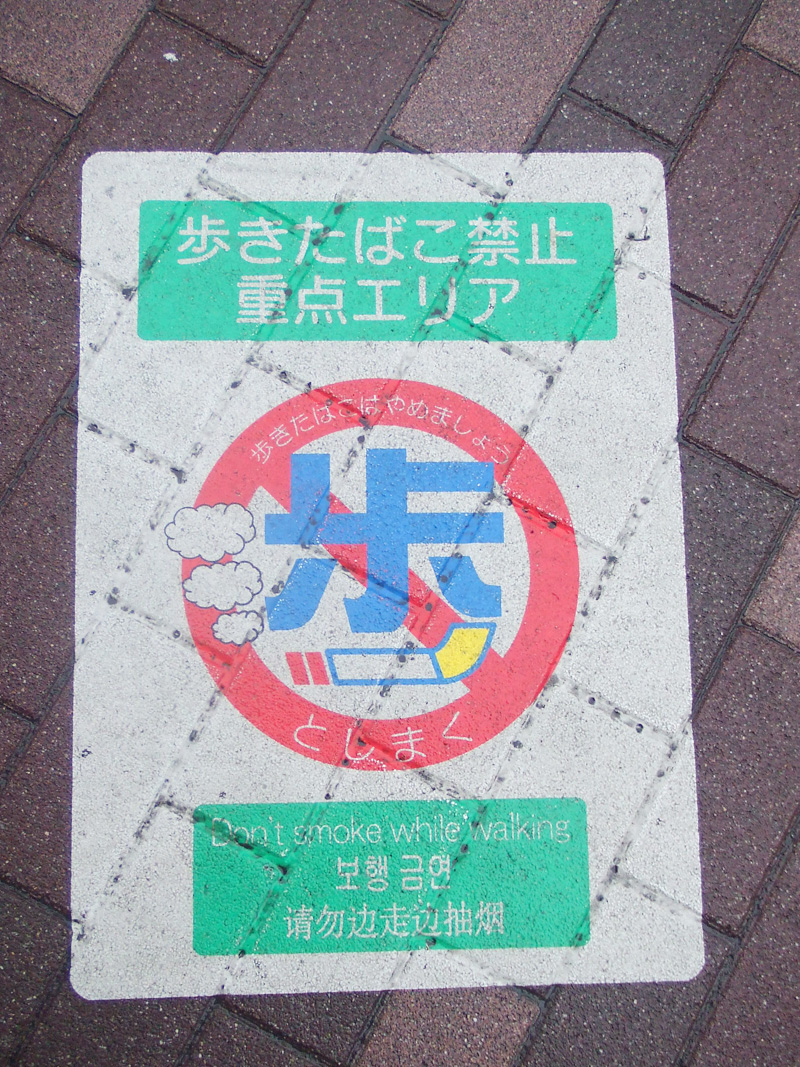 歩きたばこ禁止
重点エリア
歩きたばこはやめましょう
歩
としまく
Don't smoke while walking
보행 금연
请勿边走边抽烟